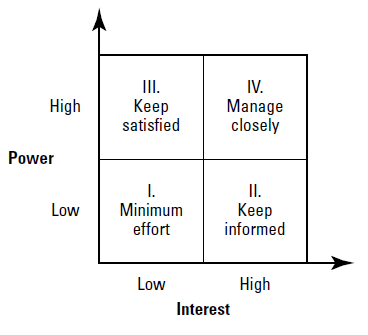 III.
Keep
satisfied
IV.
Manage
closely
High
Power
I.
Minimum
effort
II.
Keep
informed
Low
Low
High
Interest